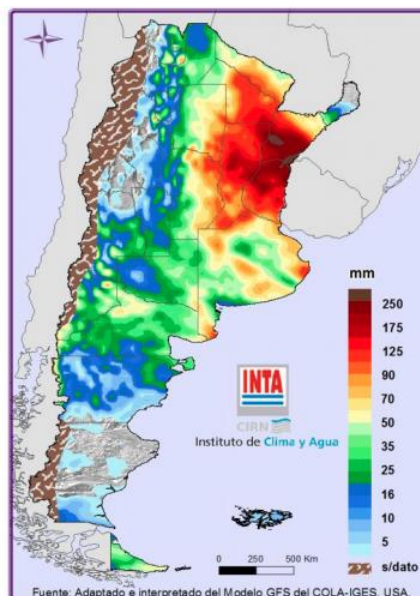 mm
250
175
125
90
70
50
35
25
16
10
5
s/dato
INTA
CIRN
Instituto de Clima y Agua
0 250 500 Km
Fuente: Adaptado e interpretado del Modelo GFS del COLA-IGES, USA.